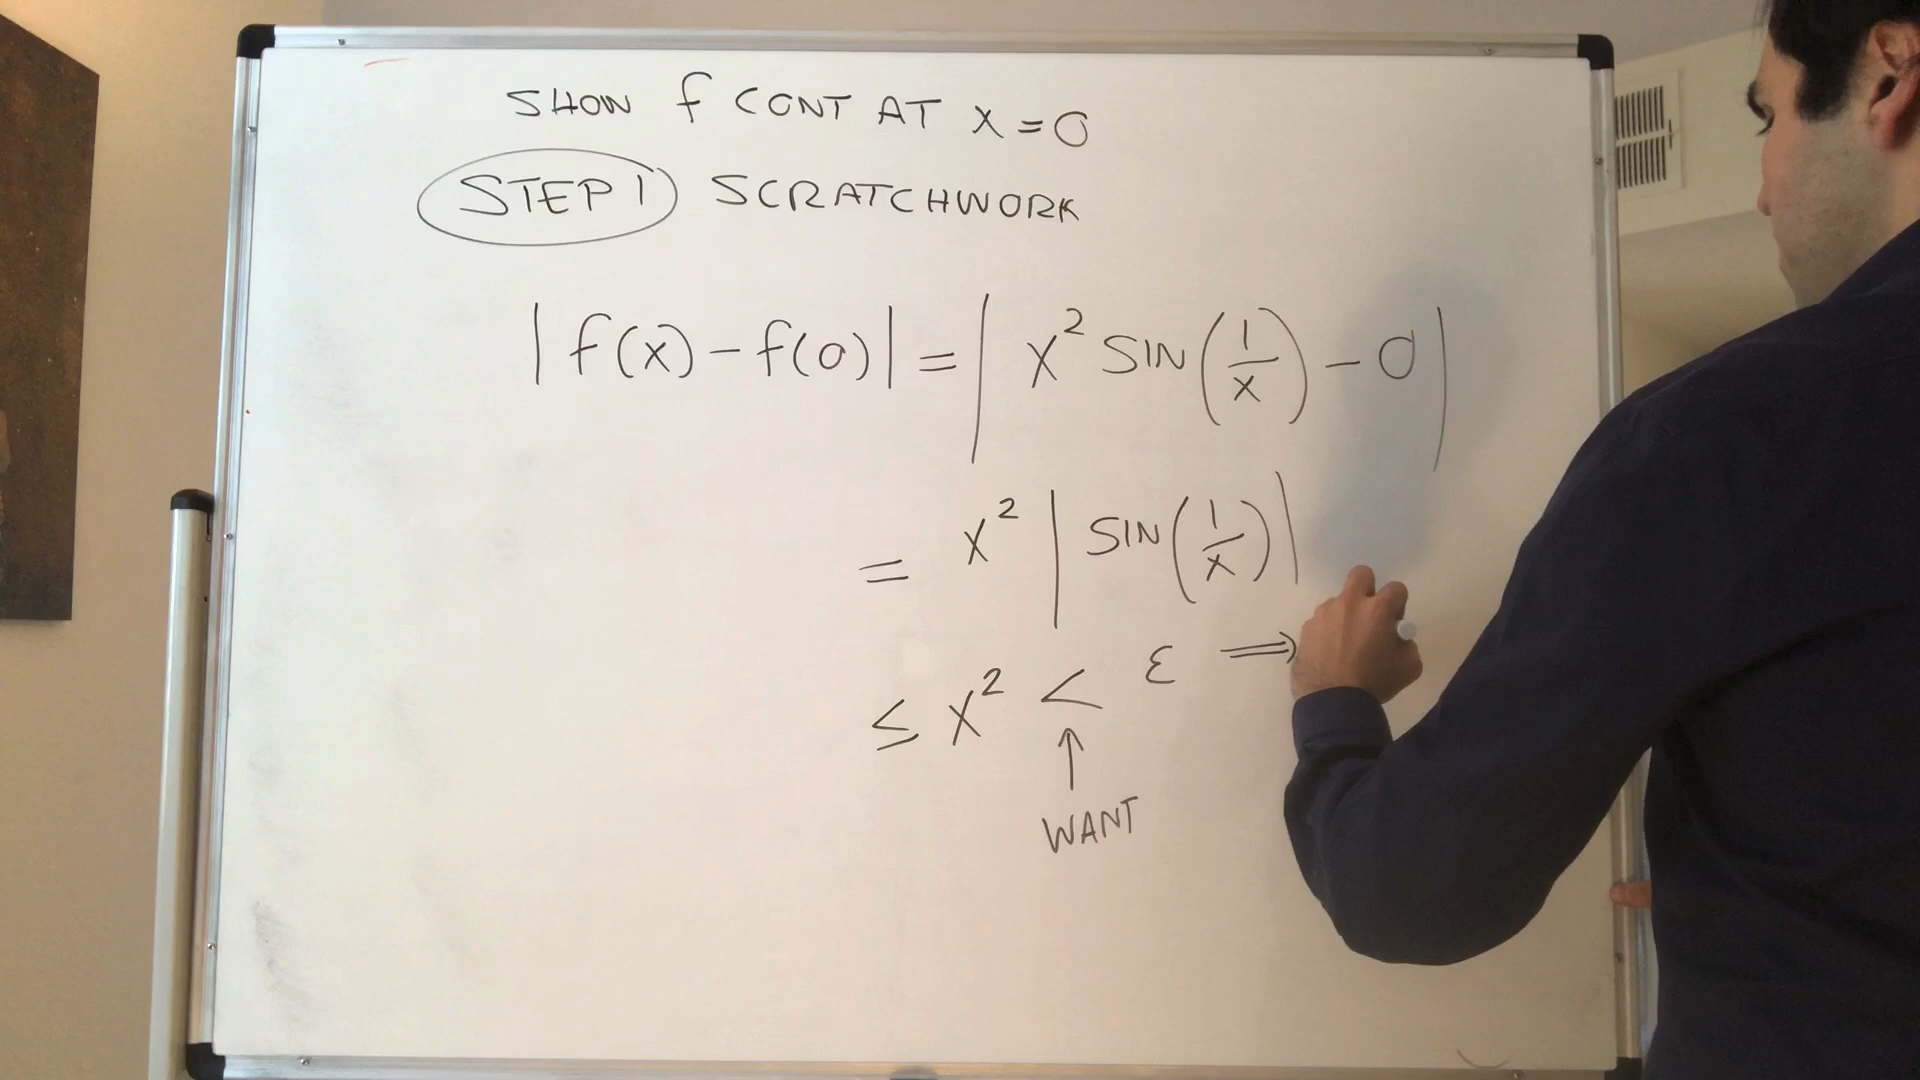 SHOW f CONT AT x = 0
STEP 1 SCRATCHWORK
| f(x) - f(0) | = | x² SIN(1/x) - 0 |
= x² | SIN(1/x) |
≤ x² < ε ⟹
↑
WANT